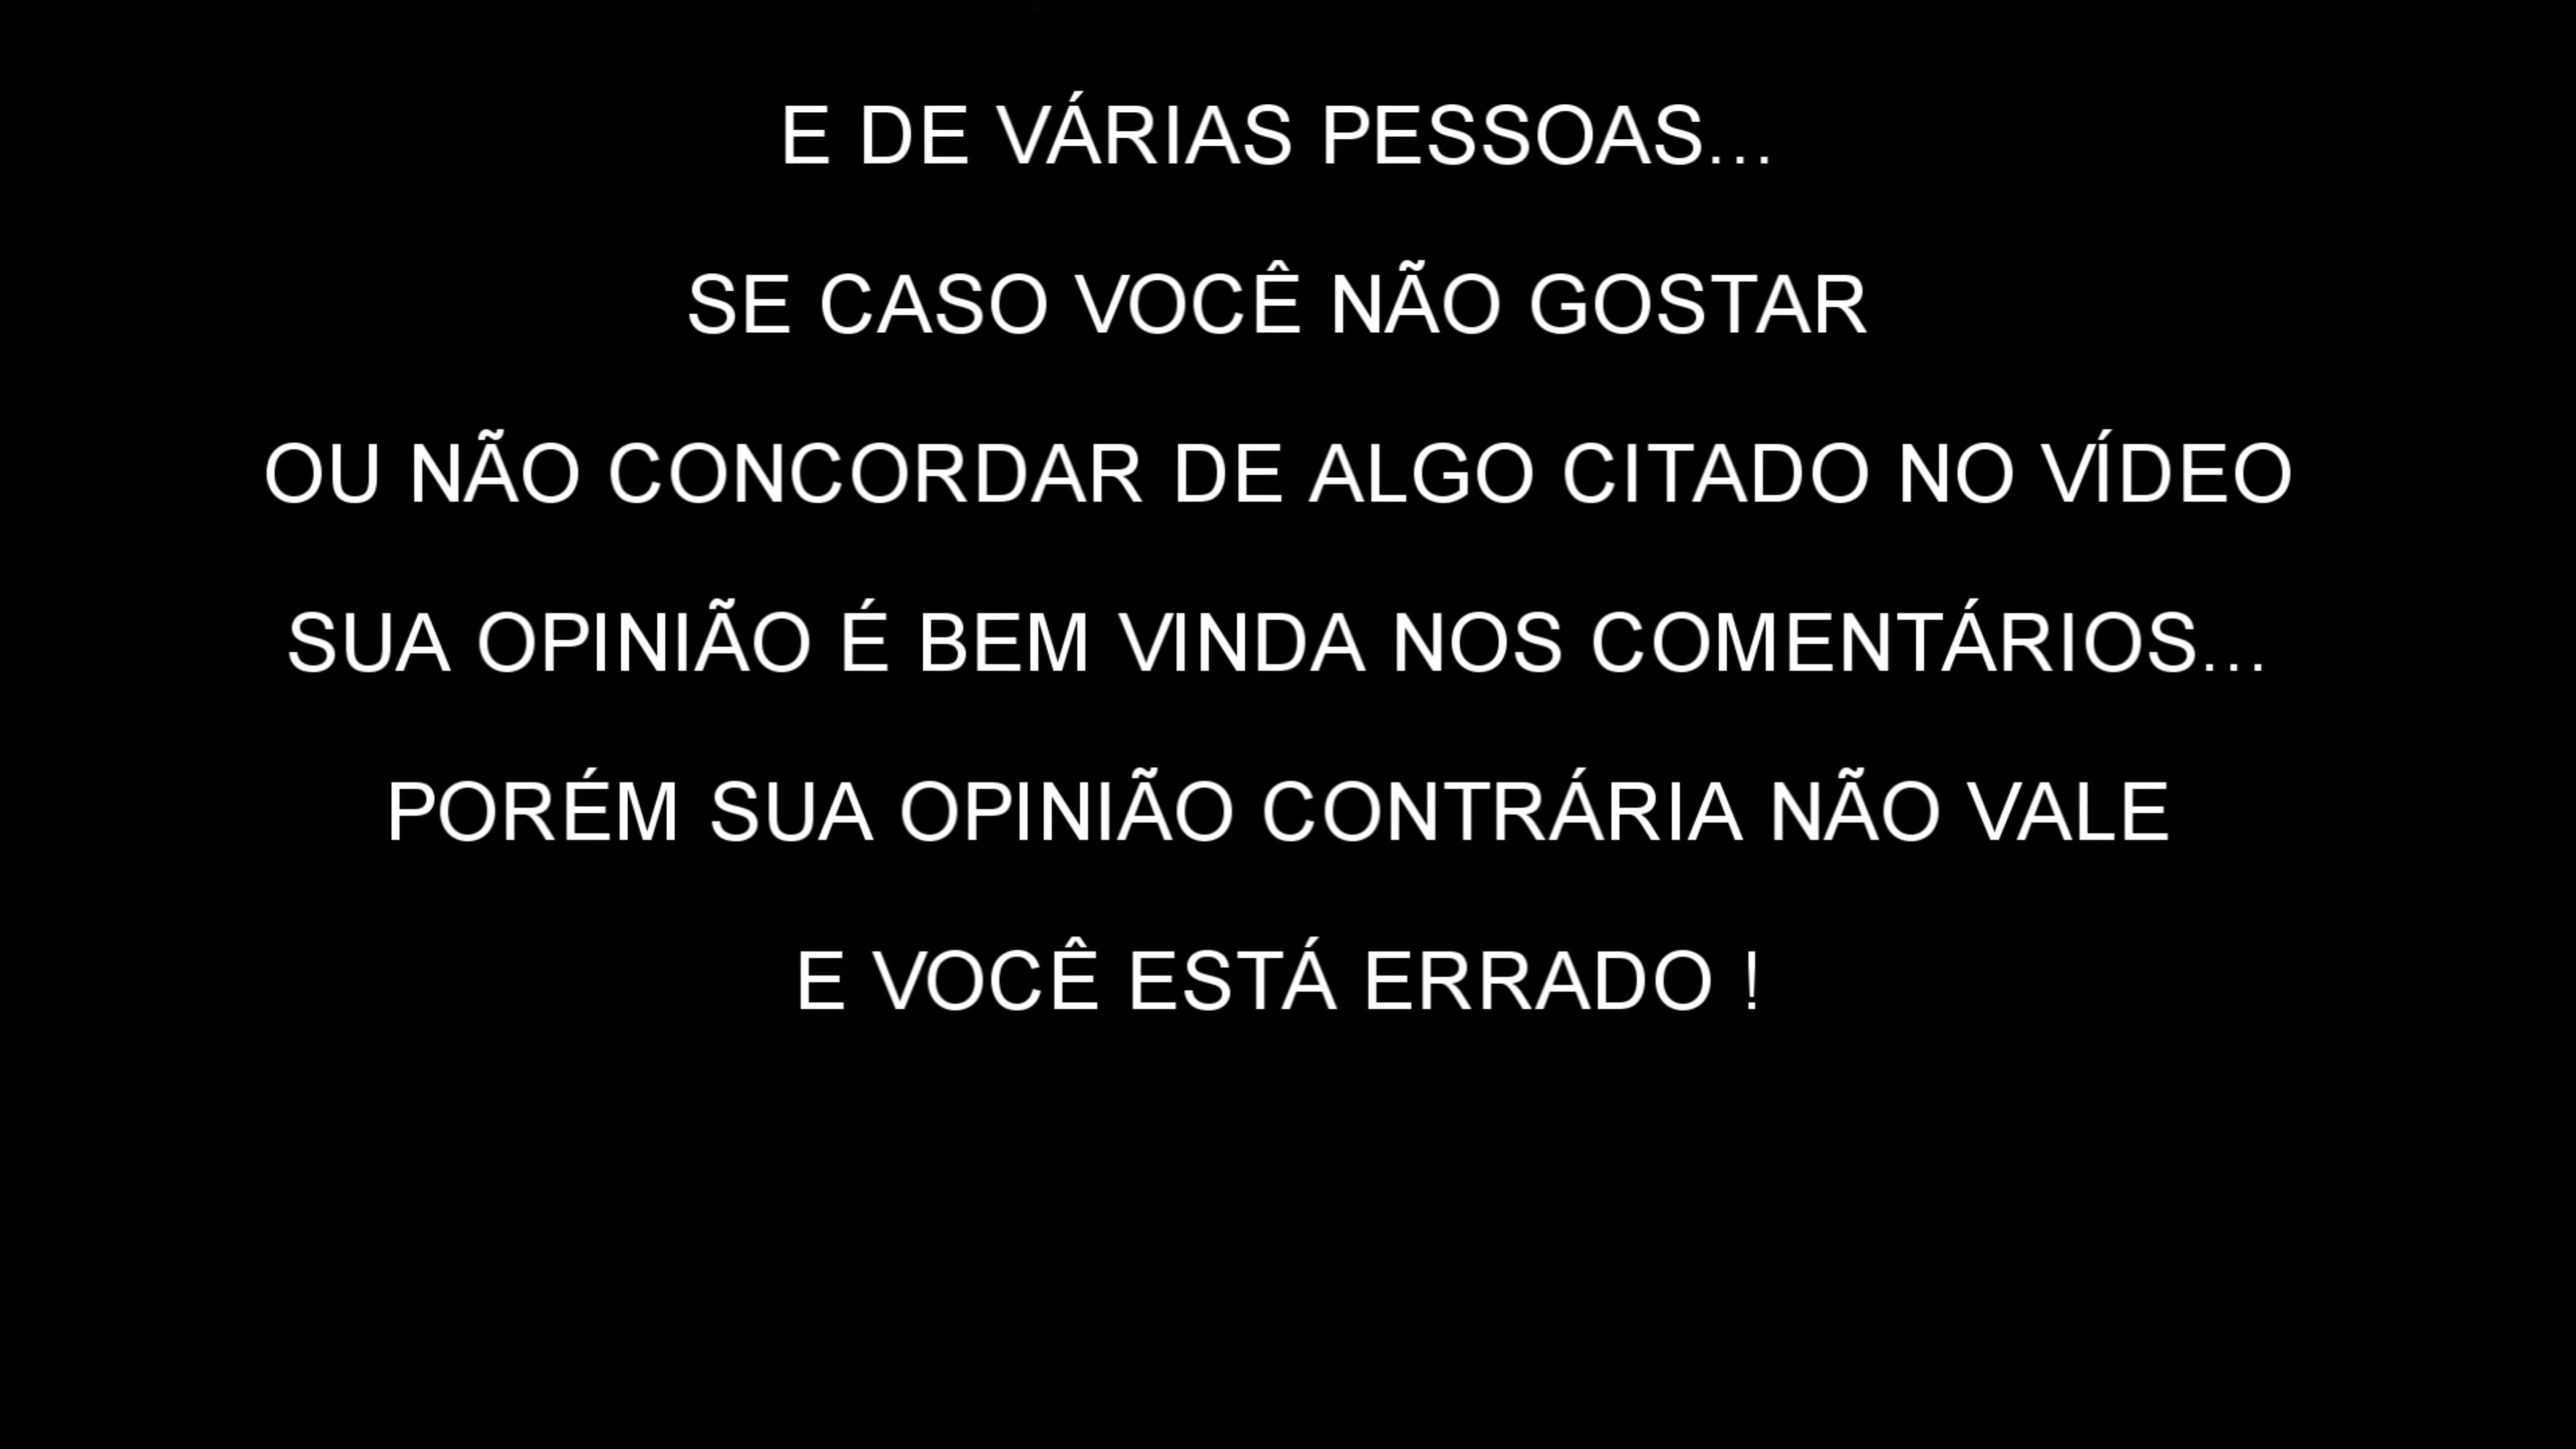 E DE VÁRIAS PESSOAS...
SE CASO VOCÊ NÃO GOSTAR
OU NÃO CONCORDAR DE ALGO CITADO NO VÍDEO
SUA OPINIÃO É BEM VINDA NOS COMENTÁRIOS...
PORÉM SUA OPINIÃO CONTRÁRIA NÃO VALE
E VOCÊ ESTÁ ERRADO !